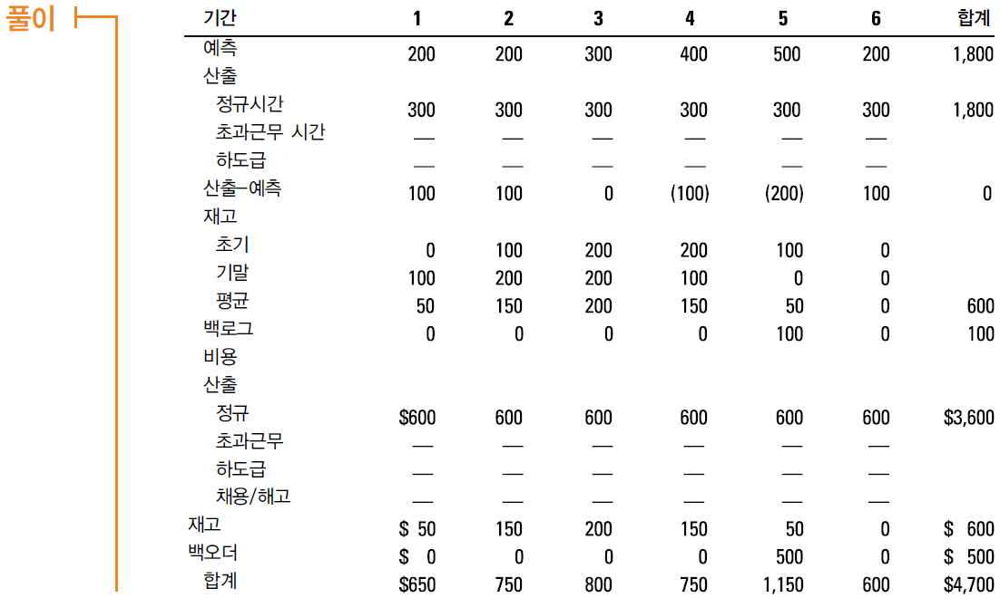 풀이
기간 1 2 3 4 5 6 합계
예측 200 200 300 400 500 200 1,800
산출
정규시간 300 300 300 300 300 300 1,800
초과근무 시간 — — — — — —
하도급 — — — — — —
산출–예측 100 100 0 (100) (200) 100 0
재고
초기 0 100 200 200 100 0
기말 100 200 200 100 0 0
평균 50 150 200 150 50 0 600
백로그 0 0 0 0 100 0 100
비용
산출
정규 $600 600 600 600 600 600 $3,600
초과근무 — — — — — —
하도급 — — — — — —
채용/해고 — — — — — —
재고 $ 50 150 200 150 50 0 $ 600
백오더 $ 0 0 0 0 500 0 $ 500
합계 $650 750 800 750 1,150 600 $4,700